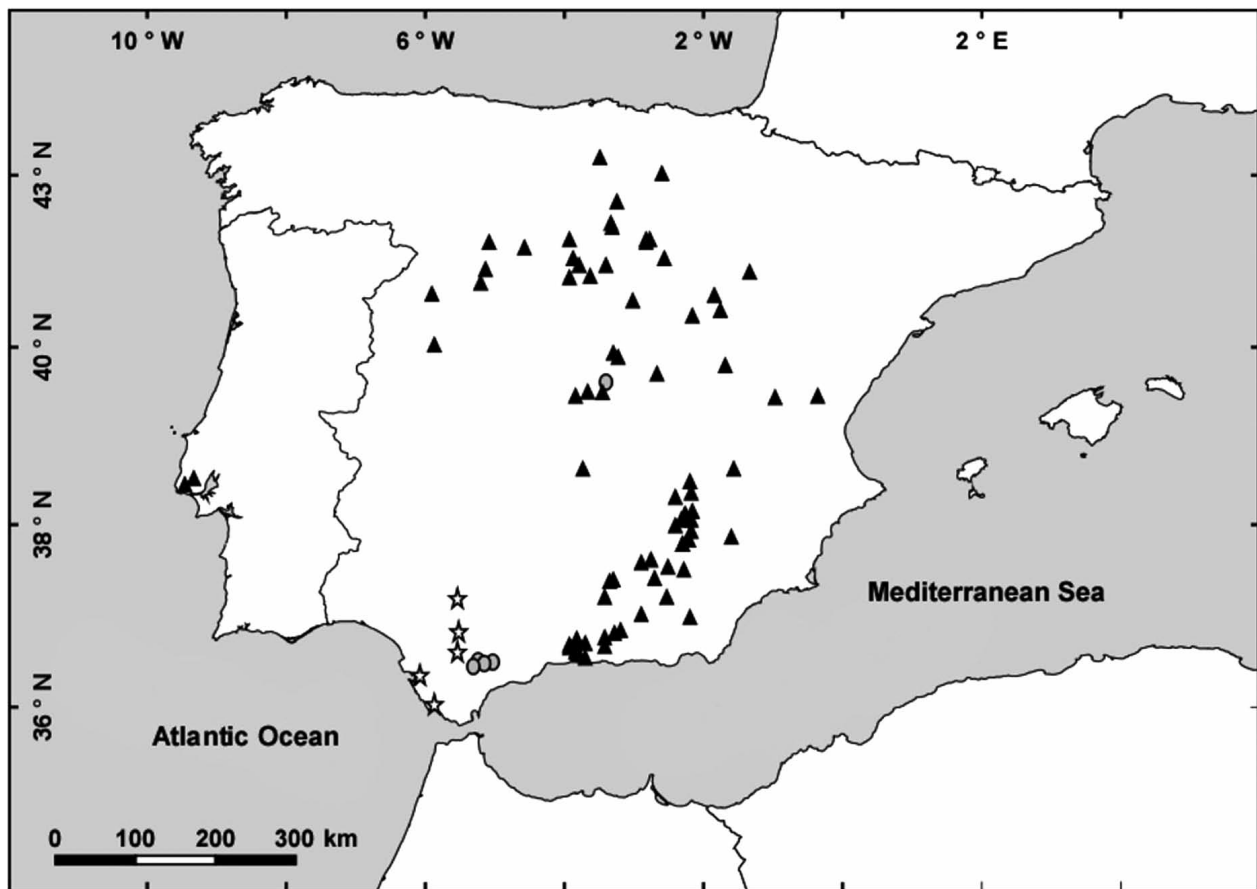 10 ° W 6 ° W 2 ° W 2 ° E
43 ° N
40 ° N
38 ° N
Mediterranean Sea
36 ° N
Atlantic Ocean
0 100 200 300 km